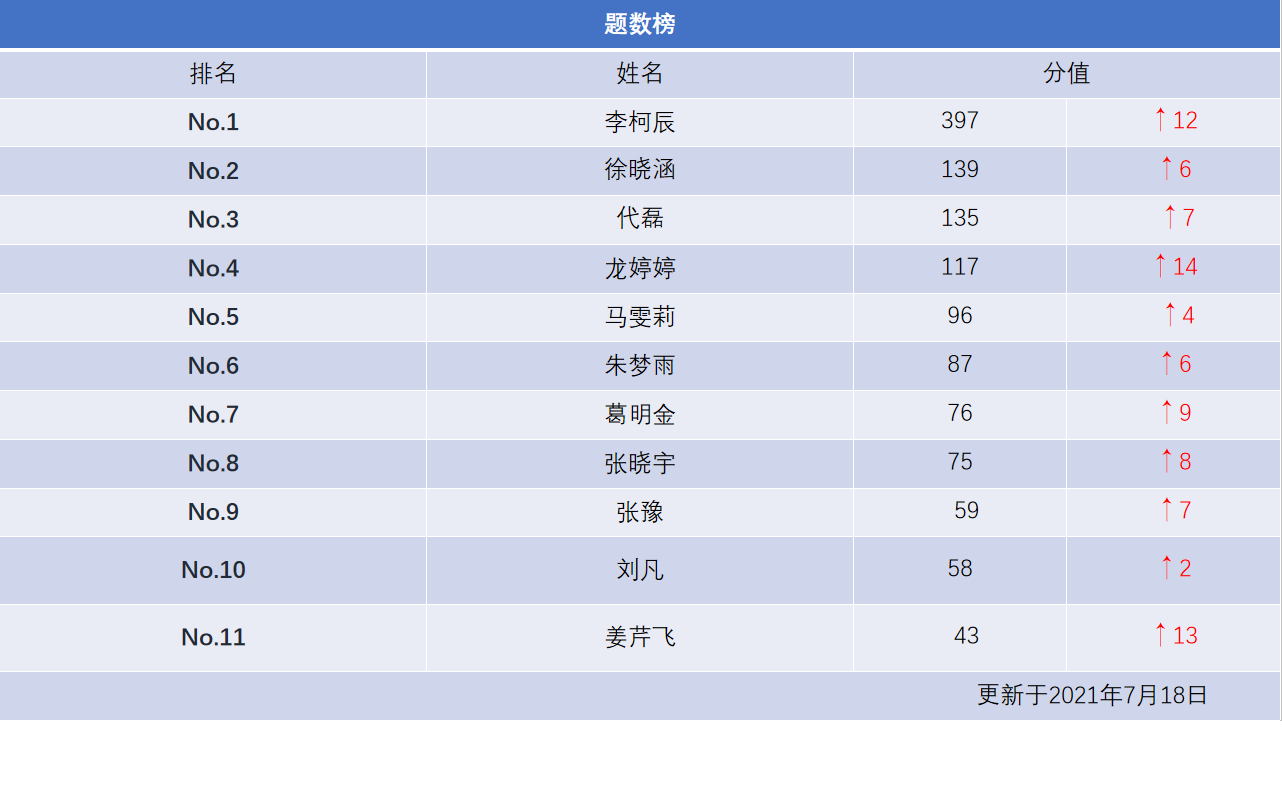 题数榜
排名 姓名 分值
No.1 李柯辰 397 ↑12
No.2 徐晓涵 139 ↑6
No.3 代磊 135 ↑7
No.4 龙婷婷 117 ↑14
No.5 马雯莉 96 ↑4
No.6 朱梦雨 87 ↑6
No.7 葛明金 76 ↑9
No.8 张晓宇 75 ↑8
No.9 张豫 59 ↑7
No.10 刘凡 58 ↑2
No.11 姜芹飞 43 ↑13
更新于2021年7月18日